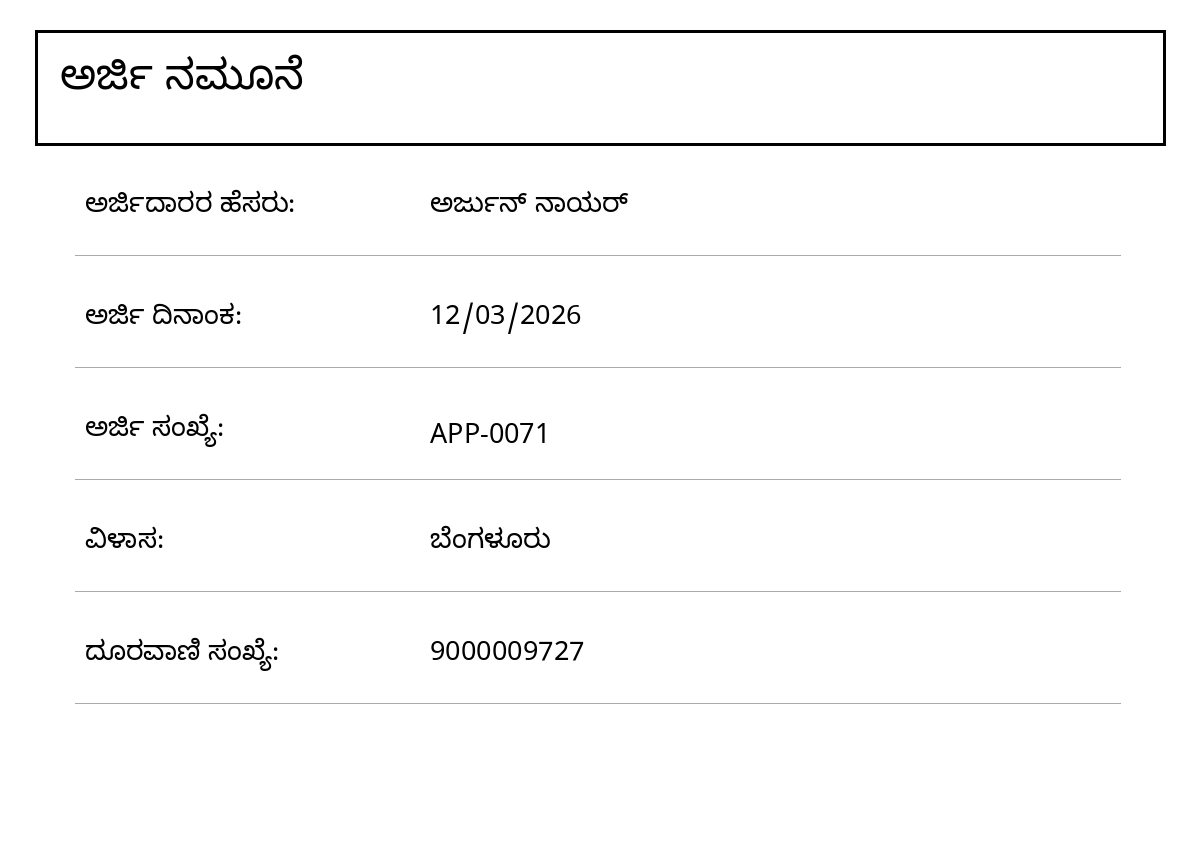 ಅರ್ಜಿ ನಮೂನೆ
ಅರ್ಜಿದಾರರ ಹೆಸರು: ಅರ್ಜುನ್ ನಾಯರ್
ಅರ್ಜಿ ದಿನಾಂಕ: 12/03/2026
ಅರ್ಜಿ ಸಂಖ್ಯೆ: APP-0071
ವಿಳಾಸ: ಬೆಂಗಳೂರು
ದೂರವಾಣಿ ಸಂಖ್ಯೆ: 9000009727